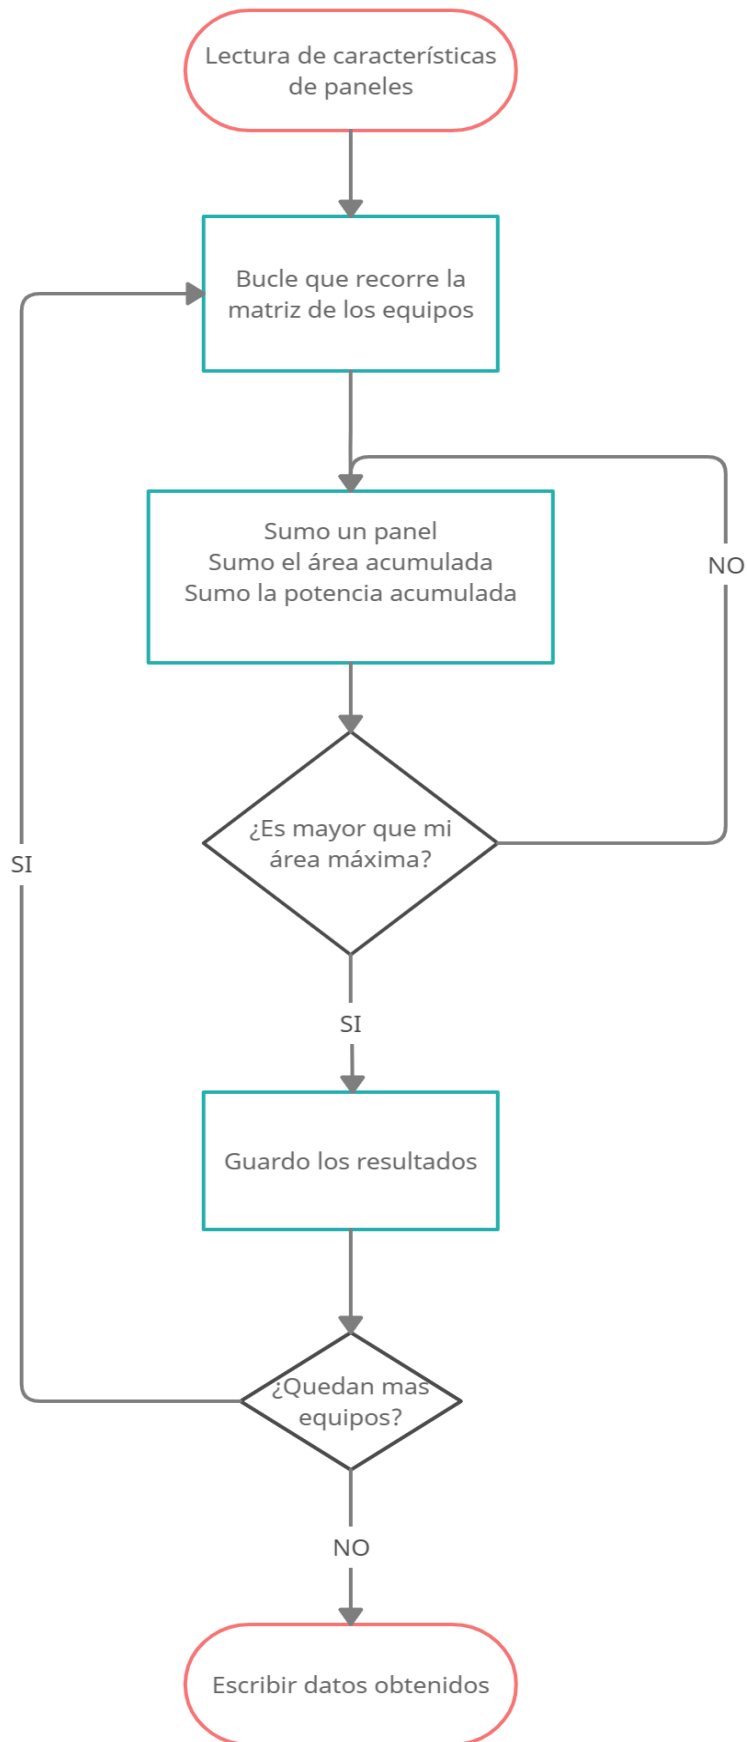 Lectura de características
de paneles
Bucle que recorre la
matriz de los equipos
Sumo un panel
Sumo el área acumulada
Sumo la potencia acumulada
NO
¿Es mayor que mi
área máxima?
SI
SI
Guardo los resultados
¿Quedan mas
equipos?
NO
Escribir datos obtenidos